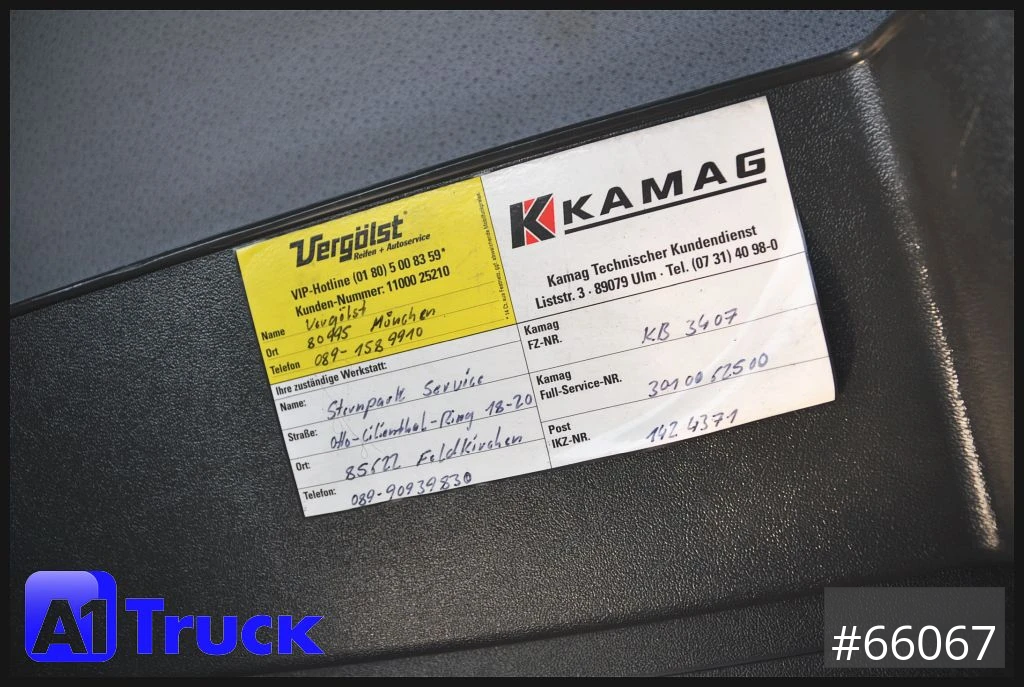 Vergölst
Reifen + Autoservice
VIP-Hotline (01 80) 5 00 83 59*
Kunden-Nummer: 11000 25210
Name Vergölst
Ort 80995 München
Telefon 089-1589910
Ihre zuständige Werkstatt:
Name: Sternpark Service
Straße: Otto-Lilienthal-Ring 18-20
Ort: 85622 Feldkirchen
Telefon: 089-90939830
KAMAG
Kamag Technischer Kundendienst
Liststr. 3 · 89079 Ulm · Tel. (07 31) 40 98-0
Kamag
FZ-NR. KB 3407
Kamag
Full-Service-NR. 3010062500
Post
IKZ-NR. 142 4371
A1 Truck
#66067